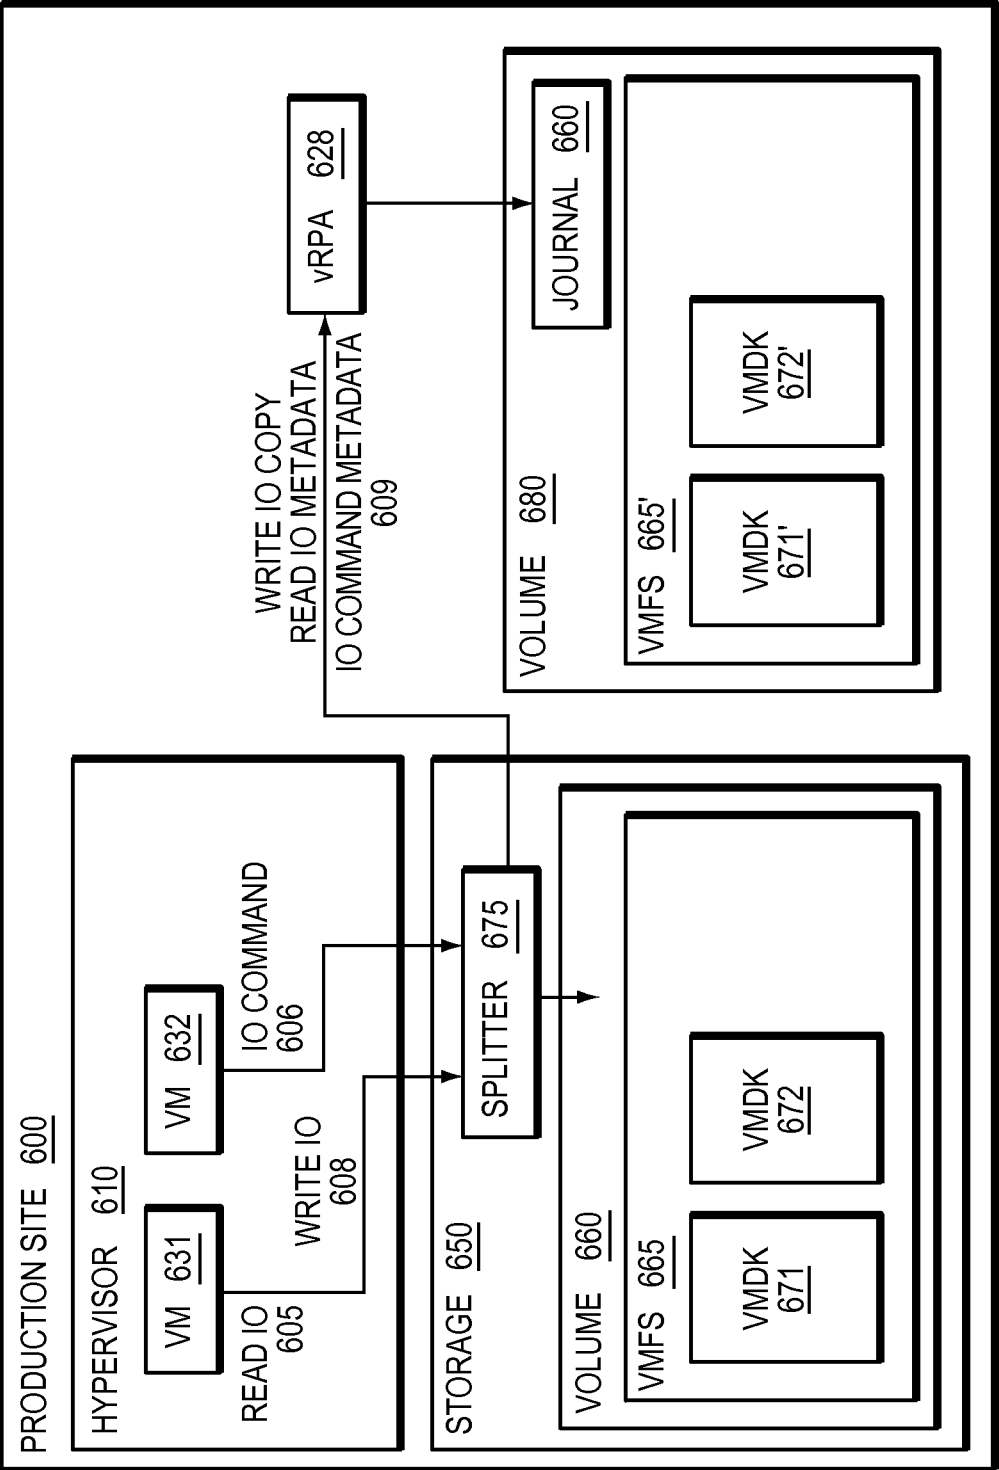 PRODUCTION SITE 600
HYPERVISOR 610
VM 631
VM 632
READ IO
605
WRITE IO
608
IO COMMAND
606
STORAGE 650
SPLITTER 675
VOLUME 660
VMFS 665
VMDK
671
VMDK
672
WRITE IO COPY
READ IO METADATA
IO COMMAND METADATA
609
vRPA 628
VOLUME 680
JOURNAL 660
VMFS 665'
VMDK
671'
VMDK
672'